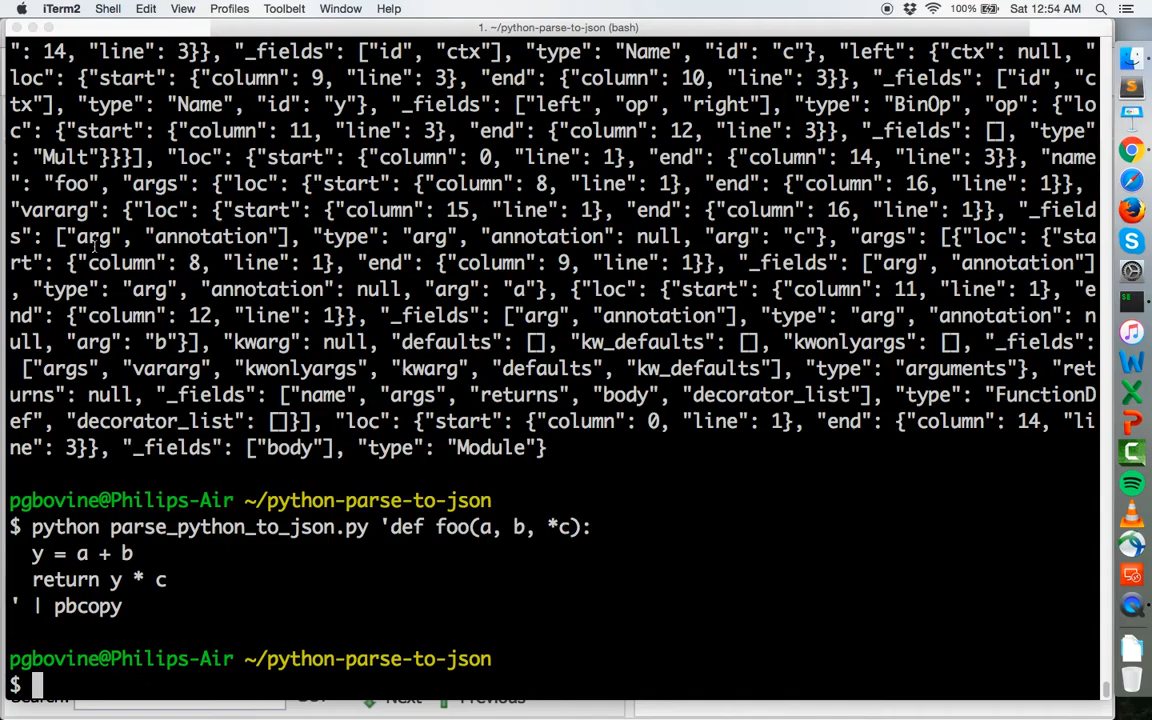 iTerm2 Shell Edit View Profiles Toolbelt Window Help 100% Sat 12:54 AM
1. ~/python-parse-to-json (bash)
": 14, "line": 3}}, "_fields": ["id", "ctx"], "type": "Name", "id": "c"}, "left": {"ctx": null, "
loc": {"start": {"column": 9, "line": 3}, "end": {"column": 10, "line": 3}}, "_fields": ["id", "c
tx"], "type": "Name", "id": "y"}, "_fields": ["left", "op", "right"], "type": "BinOp", "op": {"lo
c": {"start": {"column": 11, "line": 3}, "end": {"column": 12, "line": 3}}, "_fields": [], "type"
: "Mult"}}}], "loc": {"start": {"column": 0, "line": 1}, "end": {"column": 14, "line": 3}}, "name
": "foo", "args": {"loc": {"start": {"column": 8, "line": 1}, "end": {"column": 16, "line": 1}},
"vararg": {"loc": {"start": {"column": 15, "line": 1}, "end": {"column": 16, "line": 1}}, "_field
s": ["arg", "annotation"], "type": "arg", "annotation": null, "arg": "c"}, "args": [{"loc": {"sta
rt": {"column": 8, "line": 1}, "end": {"column": 9, "line": 1}}, "_fields": ["arg", "annotation"]
, "type": "arg", "annotation": null, "arg": "a"}, {"loc": {"start": {"column": 11, "line": 1}, "e
nd": {"column": 12, "line": 1}}, "_fields": ["arg", "annotation"], "type": "arg", "annotation": n
ull, "arg": "b"}], "kwarg": null, "defaults": [], "kw_defaults": [], "kwonlyargs": [], "_fields":
["args", "vararg", "kwonlyargs", "kwarg", "defaults", "kw_defaults"], "type": "arguments"}, "ret
urns": null, "_fields": ["name", "args", "returns", "body", "decorator_list"], "type": "FunctionD
ef", "decorator_list": []}], "loc": {"start": {"column": 0, "line": 1}, "end": {"column": 14, "li
ne": 3}}, "_fields": ["body"], "type": "Module"}
pgbovine@Philips-Air ~/python-parse-to-json
$ python parse_python_to_json.py 'def foo(a, b, *c):
y = a + b
return y * c
' | pbcopy
pgbovine@Philips-Air ~/python-parse-to-json
$